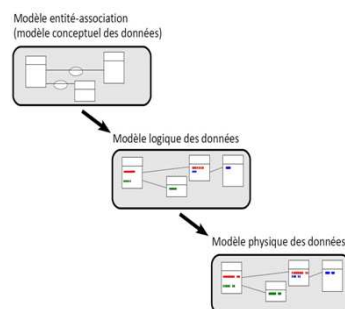 Modèle entité-association
(modèle conceptuel des données)
Modèle logique des données
Modèle physique des données